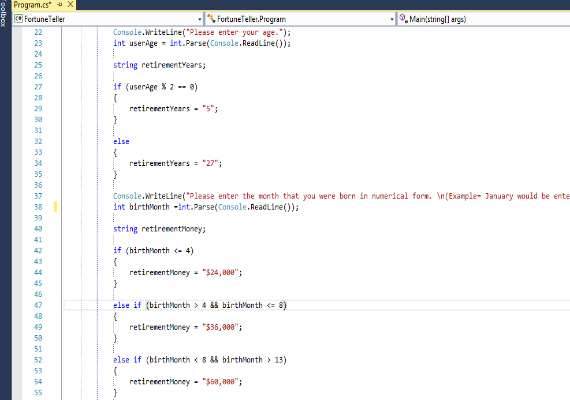 oolbox
Program.cs*
FortuneTeller
FortuneTeller.Program
Main(string[] args)
22 Console.WriteLine("Please enter your age.");
23 int userAge = int.Parse(Console.ReadLine());
24
25 string retirementYears;
26
27 if (userAge % 2 == 0)
28 {
29 retirementYears = "5";
30 }
31
32 else
33 {
34 retirementYears = "27";
35 }
36
37 Console.WriteLine("Please enter the month that you were born in numerical form. \n(Example= January would be ente
38 int birthMonth =int.Parse(Console.ReadLine());
39
40 string retirementMoney;
41
42 if (birthMonth <= 4)
43 {
44 retirementMoney = "$24,000";
45 }
46
47 else if (birthMonth > 4 && birthMonth <= 8)
48 {
49 retirementMoney = "$36,000";
50 }
51
52 else if (birthMonth < 8 && birthMonth > 13)
53 {
54 retirementMoney = "$60,000";
55 }